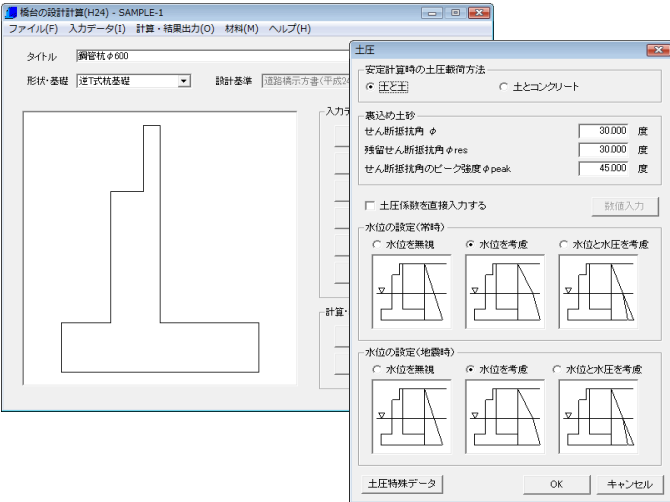 橋台の設計計算(H24) - SAMPLE-1
ファイル(F) 入力データ(I) 計算・結果出力(O) 材料(M) ヘルプ(H)
タイトル 鋼管杭φ600
形状・基礎 逆T式杭基礎 設計基準 道路橋示方書(平成24
入力デ
計算・
土圧
安定計算時の土圧載荷方法
土と土 土とコンクリート
裏込め土砂
せん断抵抗角 φ 30.000 度
残留せん断抵抗角φres 30.000 度
せん断抵抗角のピーク強度φpeak 45.000 度
土圧係数を直接入力する 数値入力
水位の設定(常時)
水位を無視 水位を考慮 水位と水圧を考慮
水位の設定(地震時)
水位を無視 水位を考慮 水位と水圧を考慮
土圧特殊データ OK キャンセル